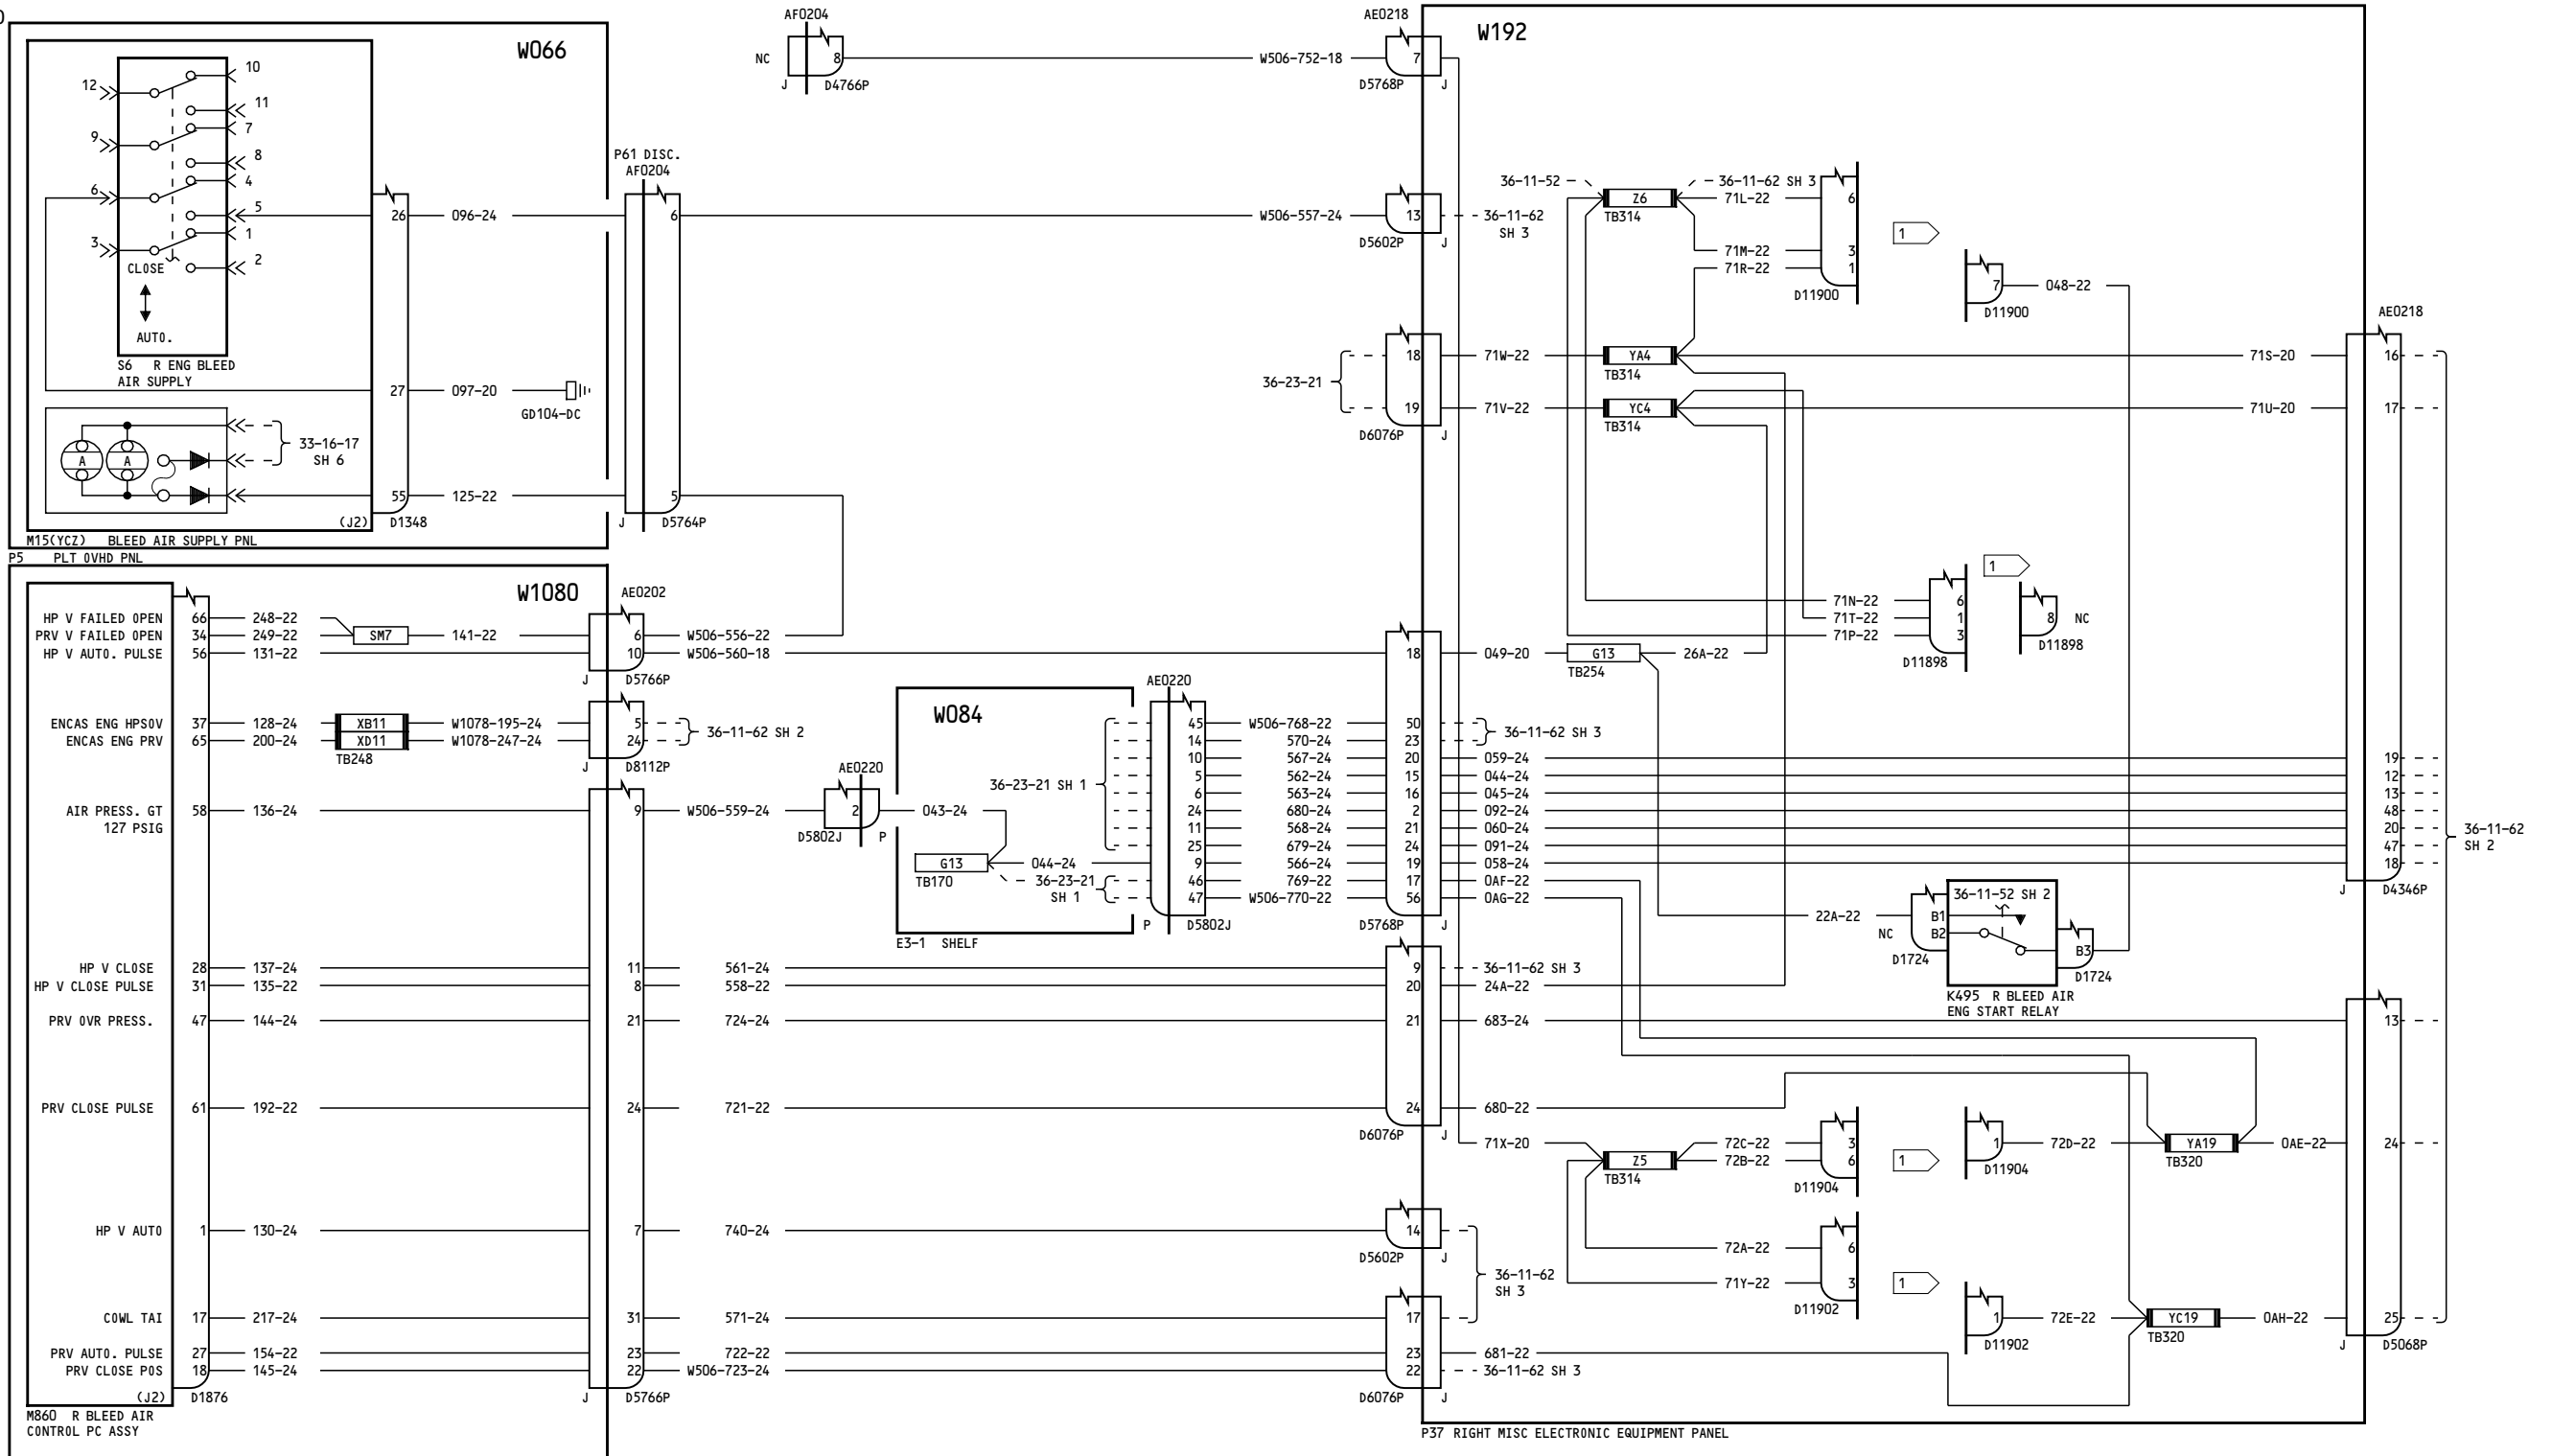 W066
12
10
11
9
7
8
6
4
5
3
1
2
CLOSE
AUTO.
S6 R ENG BLEED
AIR SUPPLY
26
096-24
27
097-20
GD104-DC
A
A
33-16-17
SH 6
55
125-22
(J2)
D1348
M15(YCZ) BLEED AIR SUPPLY PNL
P5 PLT OVHD PNL
P61 DISC.
AF0204
6
5
J
D5764P
AF0204
NC
8
J
D4766P
W506-752-18
AE0218
7
D5768P
J
W506-557-24
13
D5602P
J
36-11-62
SH 3
W192
36-11-52
Z6
TB314
36-11-62 SH 3
71L-22
6
71M-22
3
71R-22
1
D11900
1
7
D11900
048-22
36-23-21
18
71W-22
YA4
TB314
71S-20
19
71V-22
YC4
TB314
71U-20
D6076P
J
AE0218
16
17
1
71N-22
6
71T-22
1
71P-22
3
D11898
8
NC
D11898
W1080
AE0202
HP V FAILED OPEN
66
248-22
PRV V FAILED OPEN
34
249-22
SM7
141-22
6
W506-556-22
HP V AUTO. PULSE
56
131-22
10
W506-560-18
J
D5766P
18
049-20
G13
TB254
26A-22
ENCAS ENG HPSOV
37
128-24
XB11
W1078-195-24
5
ENCAS ENG PRV
65
200-24
XD11
W1078-247-24
24
TB248
J
D8112P
36-11-62 SH 2
AIR PRESS. GT
127 PSIG
58
136-24
9
W506-559-24
AE0220
2
D5802J
P
W084
043-24
G13
TB170
044-24
36-23-21
SH 1
36-23-21 SH 1
E3-1 SHELF
AE0220
45
W506-768-22
50
14
570-24
23
36-11-62 SH 3
10
567-24
20
059-24
19
5
562-24
15
044-24
12
6
563-24
16
045-24
13
24
680-24
2
092-24
48
11
568-24
21
060-24
20
25
679-24
24
091-24
47
9
566-24
19
058-24
18
46
769-22
17
0AF-22
47
W506-770-22
56
0AG-22
P
D5802J
D5768P
J
J
D4346P
36-11-62
SH 2
22A-22
36-11-52 SH 2
B1
NC
B2
B3
D1724
D1724
K495 R BLEED AIR
ENG START RELAY
HP V CLOSE
28
137-24
11
561-24
9
36-11-62 SH 3
HP V CLOSE PULSE
31
135-22
8
558-22
20
24A-22
PRV OVR PRESS.
47
144-24
21
724-24
21
683-24
13
PRV CLOSE PULSE
61
192-22
24
721-22
24
680-22
D6076P
J
71X-20
Z5
TB314
72C-22
3
72B-22
6
D11904
1
1
D11904
72D-22
YA19
TB320
0AE-22
24
HP V AUTO
1
130-24
7
740-24
14
D5602P
J
36-11-62
SH 3
72A-22
6
71Y-22
3
D11902
1
1
D11902
72E-22
YC19
TB320
0AH-22
25
J
D5068P
COWL TAI
17
217-24
31
571-24
17
PRV AUTO. PULSE
27
154-22
23
722-22
23
681-22
PRV CLOSE POS
18
145-24
22
W506-723-24
22
36-11-62 SH 3
(J2)
D1876
J
D5766P
D6076P
J
M860 R BLEED AIR
CONTROL PC ASSY
P37 RIGHT MISC ELECTRONIC EQUIPMENT PANEL